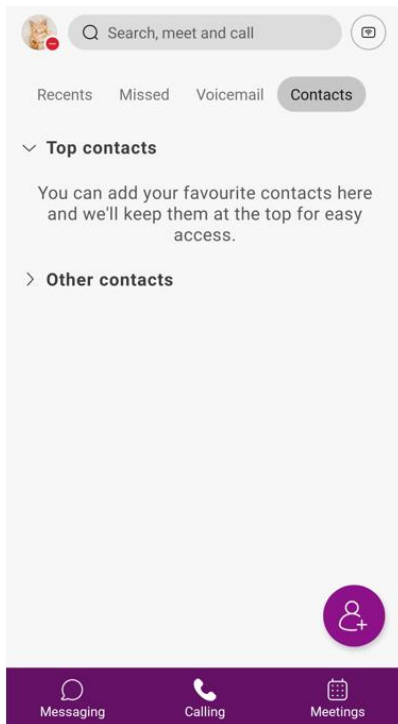 Search, meet and call
Recents Missed Voicemail Contacts
Top contacts
You can add your favourite contacts here
and we'll keep them at the top for easy
access.
Other contacts
Messaging Calling Meetings